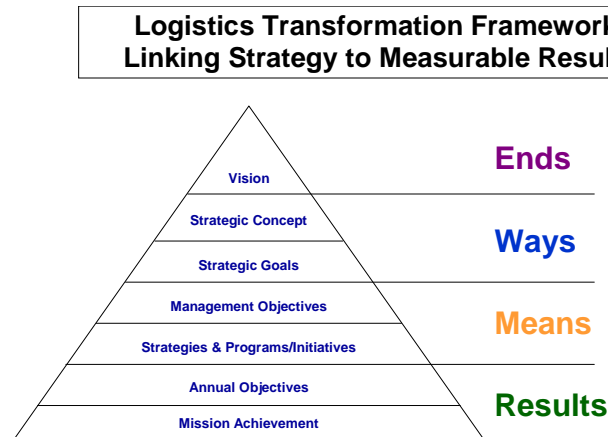 Logistics Transformation Framework
Linking Strategy to Measurable Resul
Ends
Vision
Strategic Concept
Ways
Strategic Goals
Management Objectives
Means
Strategies & Programs/Initiatives
Annual Objectives
Results
Mission Achievement